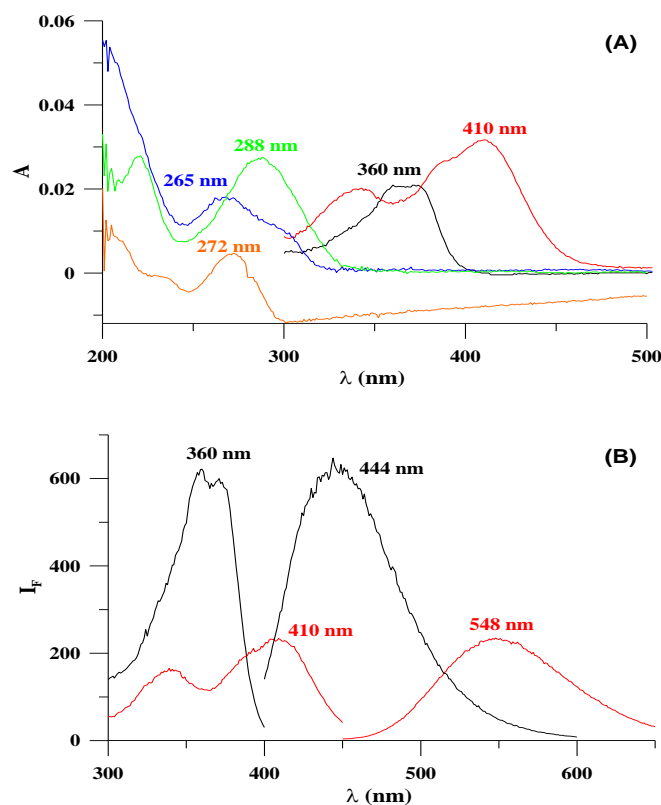 (A)
0.06
0.04
0.02
0
A
410 nm
288 nm
360 nm
265 nm
272 nm
200 300 400 500
λ (nm)
(B)
360 nm
444 nm
600
400
200
0
I_F
410 nm
548 nm
300 400 500 600
λ (nm)